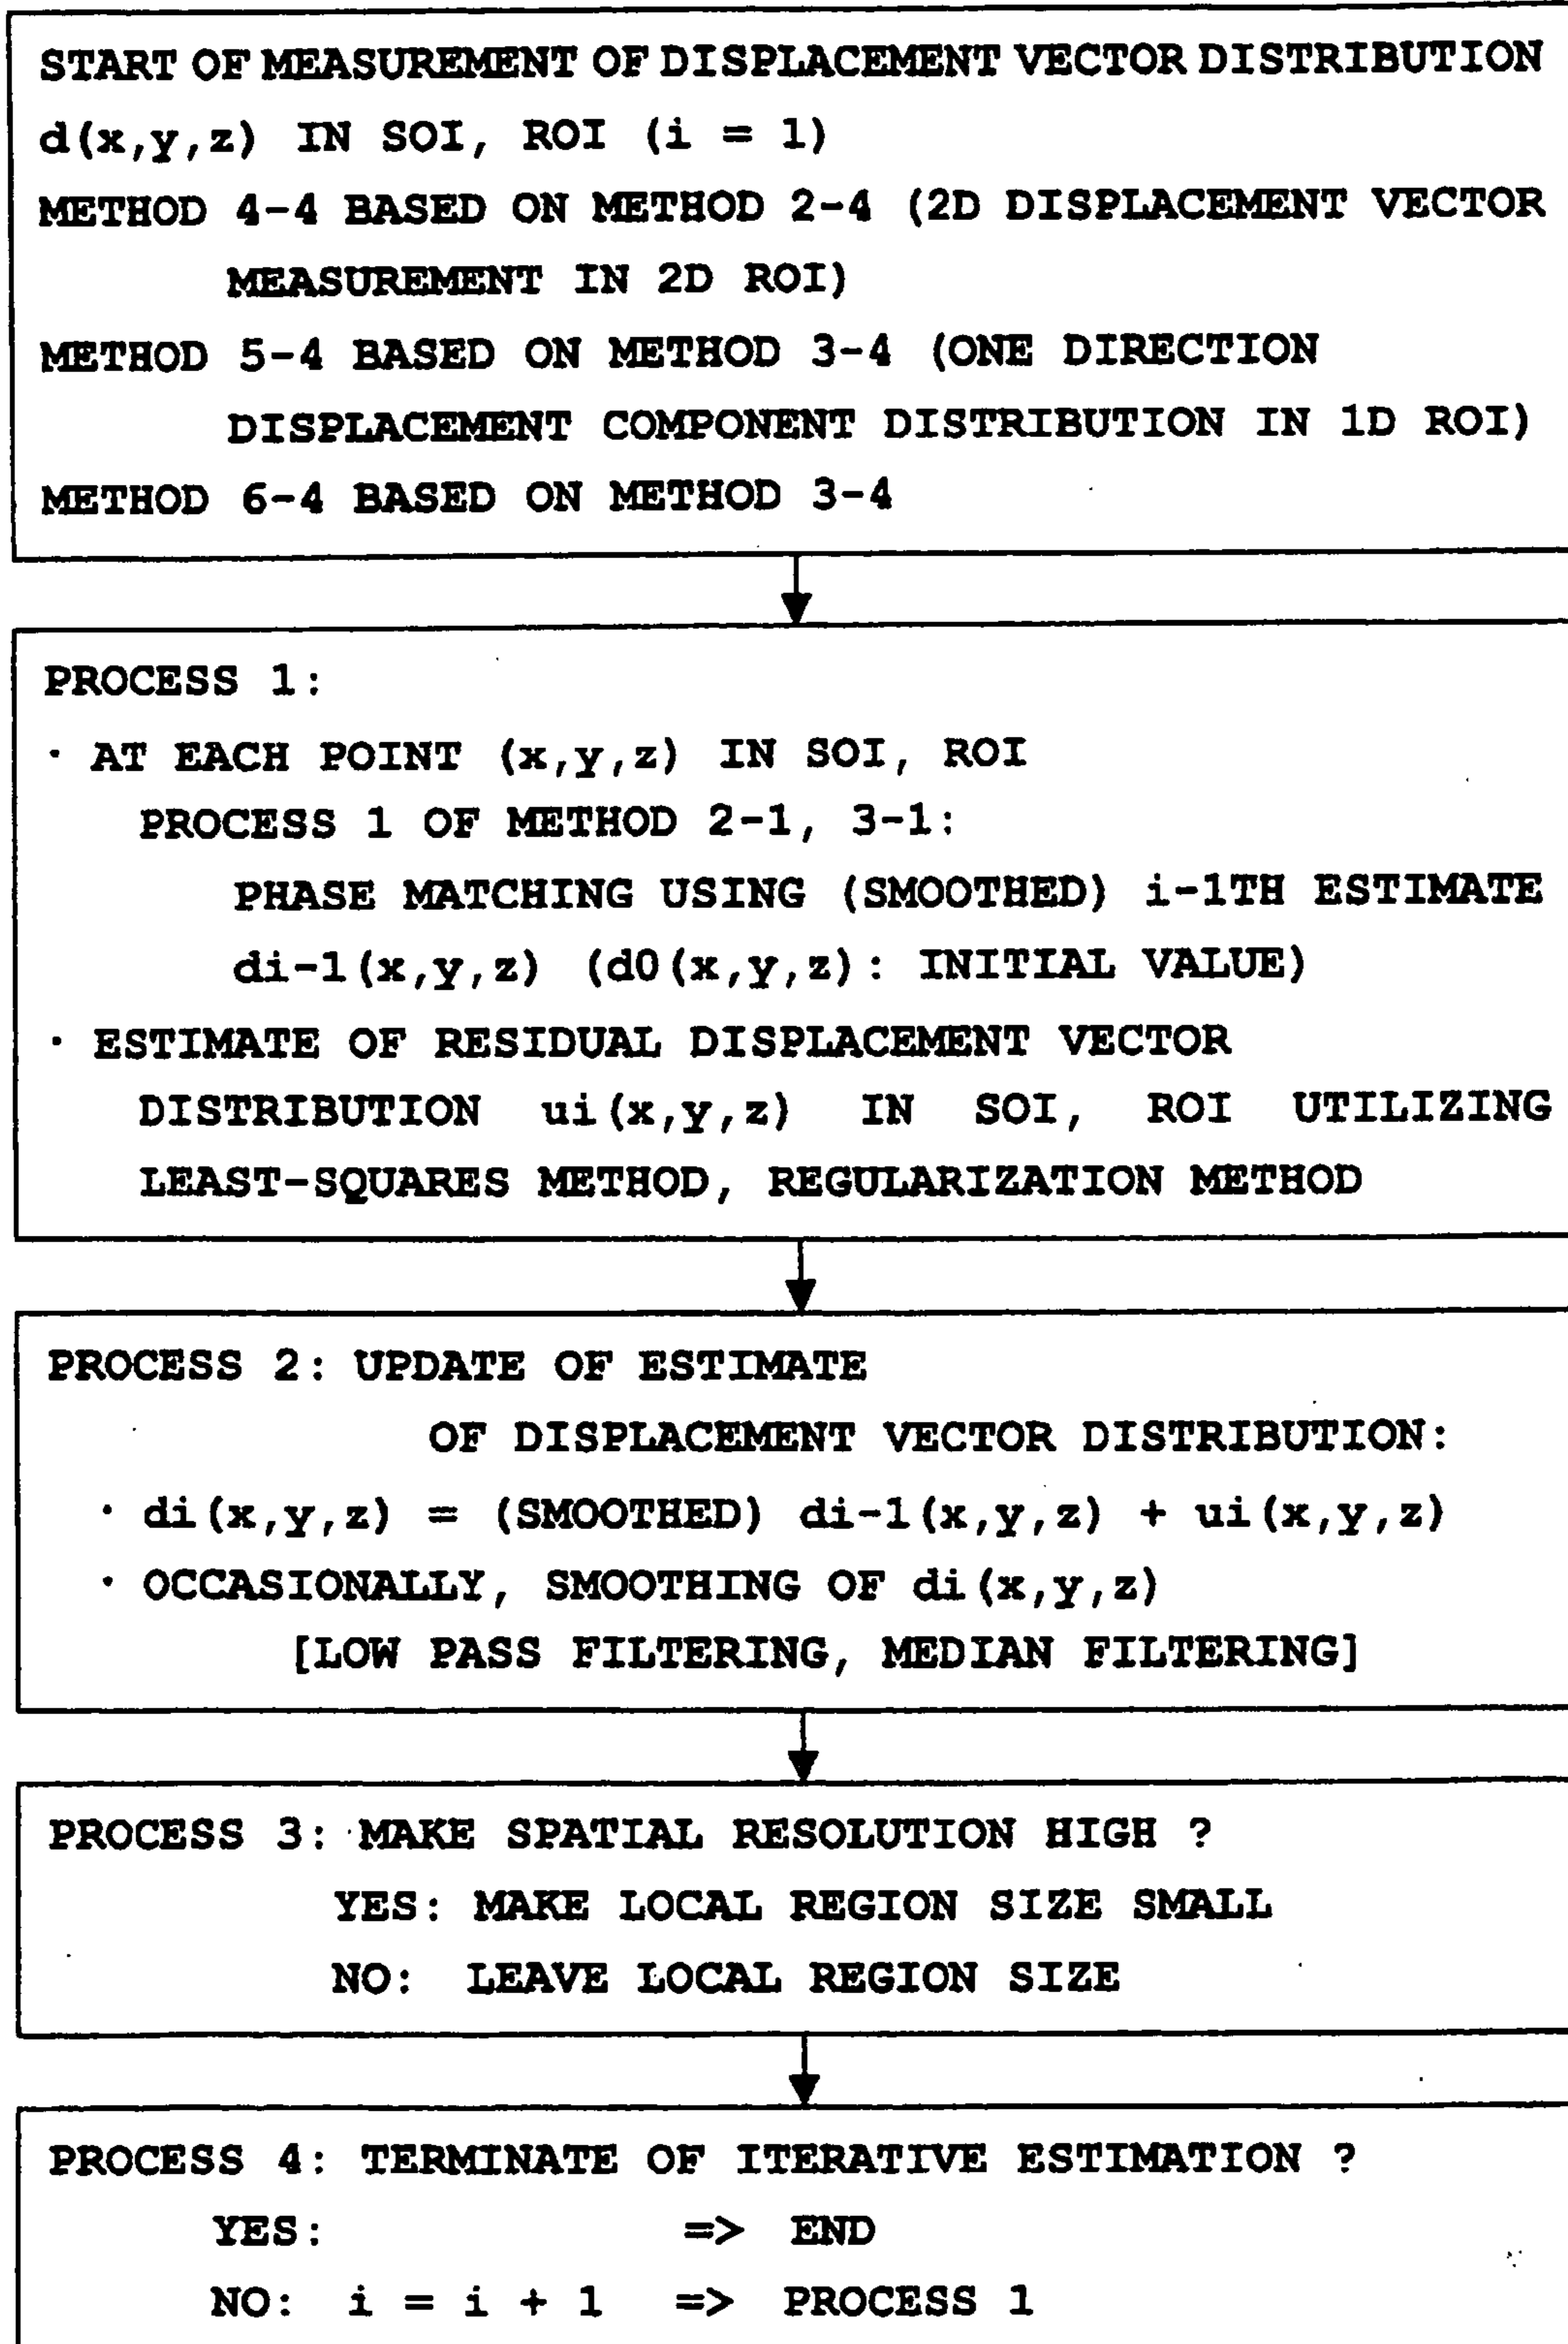 START OF MEASUREMENT OF DISPLACEMENT VECTOR DISTRIBUTION
d(x,y,z) IN SOI, ROI (i = 1)
METHOD 4-4 BASED ON METHOD 2-4 (2D DISPLACEMENT VECTOR
MEASUREMENT IN 2D ROI)
METHOD 5-4 BASED ON METHOD 3-4 (ONE DIRECTION
DISPLACEMENT COMPONENT DISTRIBUTION IN 1D ROI)
METHOD 6-4 BASED ON METHOD 3-4
PROCESS 1:
· AT EACH POINT (x,y,z) IN SOI, ROI
PROCESS 1 OF METHOD 2-1, 3-1:
PHASE MATCHING USING (SMOOTHED) i-1TH ESTIMATE
di-1(x,y,z) (d0(x,y,z): INITIAL VALUE)
· ESTIMATE OF RESIDUAL DISPLACEMENT VECTOR
DISTRIBUTION ui(x,y,z) IN SOI, ROI UTILIZING
LEAST-SQUARES METHOD, REGULARIZATION METHOD
PROCESS 2: UPDATE OF ESTIMATE
OF DISPLACEMENT VECTOR DISTRIBUTION:
· di(x,y,z) = (SMOOTHED) di-1(x,y,z) + ui(x,y,z)
· OCCASIONALLY, SMOOTHING OF di(x,y,z)
[LOW PASS FILTERING, MEDIAN FILTERING]
PROCESS 3: MAKE SPATIAL RESOLUTION HIGH ?
YES: MAKE LOCAL REGION SIZE SMALL
NO: LEAVE LOCAL REGION SIZE
PROCESS 4: TERMINATE OF ITERATIVE ESTIMATION ?
YES: => END
NO: i = i + 1 => PROCESS 1